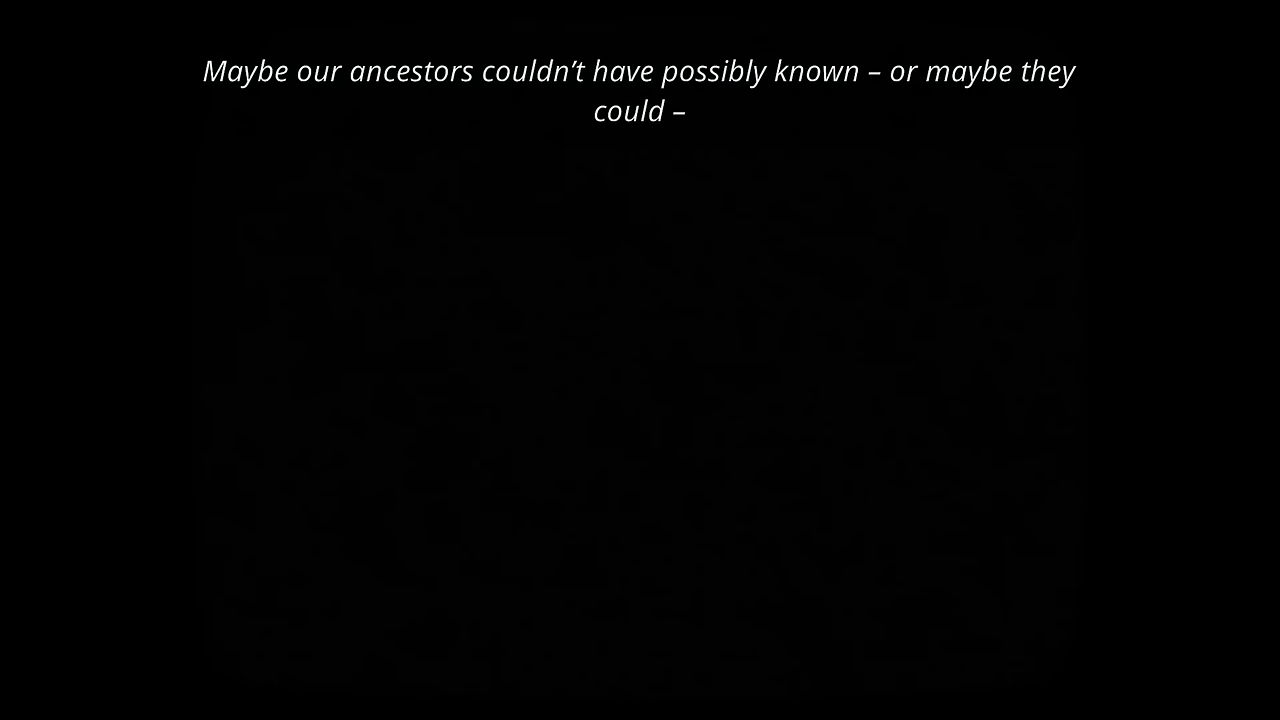 Maybe our ancestors couldn’t have possibly known – or maybe they
could –